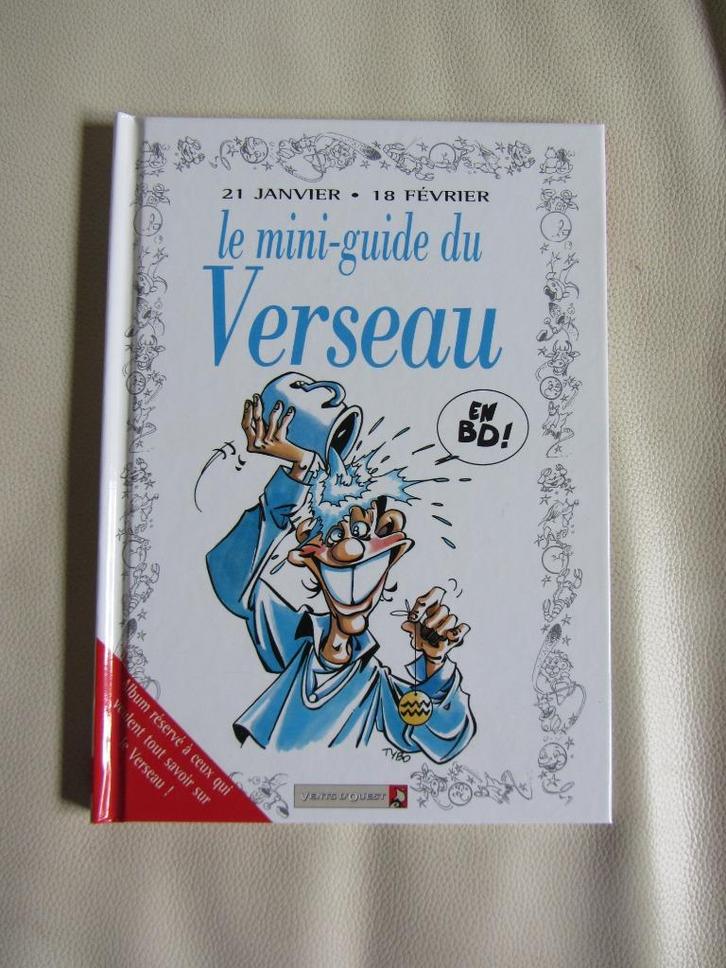 21 JANVIER • 18 FÉVRIER
le mini-guide du
Verseau
EN
BD!
TYBO
Album réservé à ceux qui
veulent tout savoir sur
le Verseau !
VENTS D'OUEST